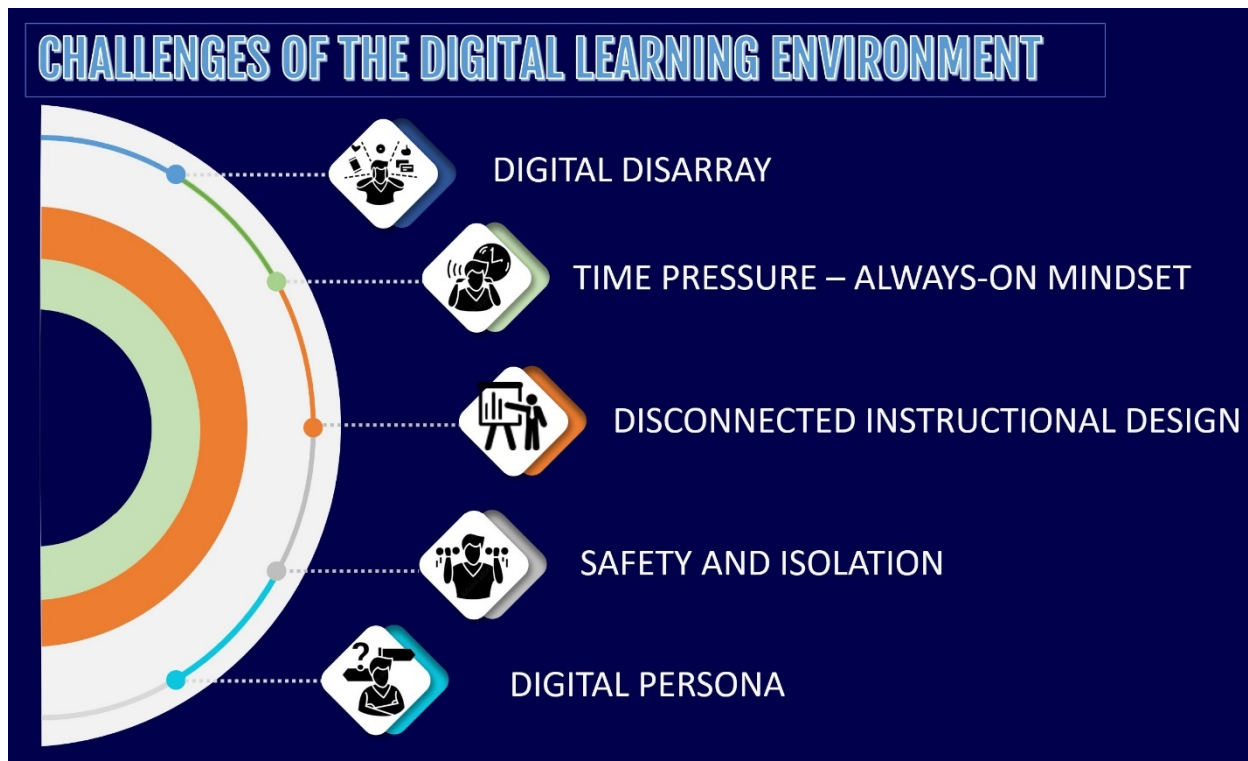 CHALLENGES OF THE DIGITAL LEARNING ENVIRONMENT
DIGITAL DISARRAY
TIME PRESSURE – ALWAYS-ON MINDSET
DISCONNECTED INSTRUCTIONAL DESIGN
SAFETY AND ISOLATION
DIGITAL PERSONA